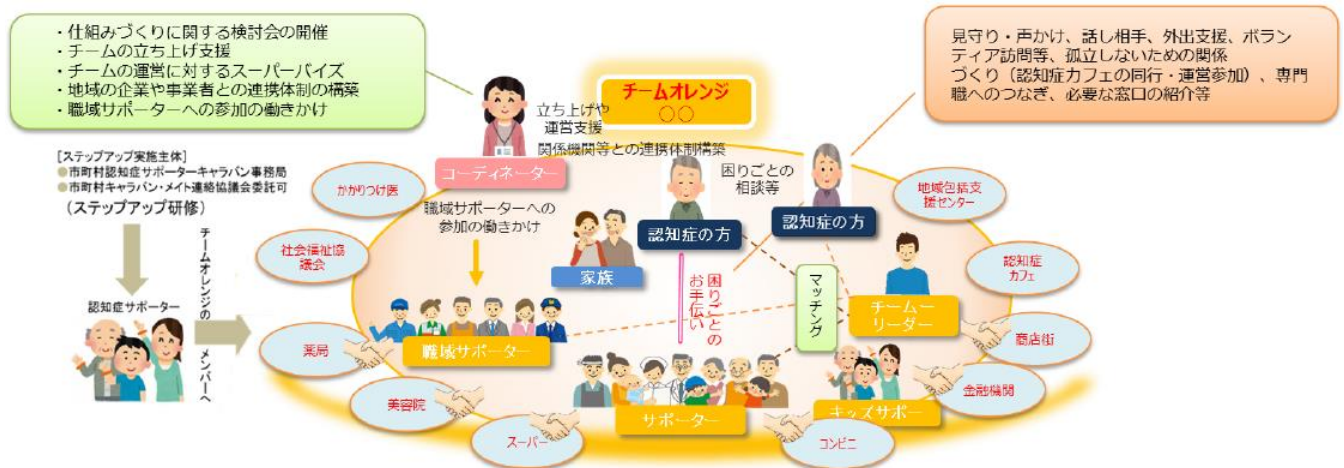 ・仕組みづくりに関する検討会の開催
・チームの立ち上げ支援
・チームの運営に対するスーパーバイズ
・地域の企業や事業者との連携体制の構築
・職域サポーターへの参加の働きかけ
見守り・声かけ、話し相手、外出支援、ボラン
ティア訪問等、孤立しないための関係
づくり（認知症カフェの同行・運営参加）、専門
職へのつなぎ、必要な窓口の紹介等
チームオレンジ
○○
立ち上げや
運営支援
関係機関等との連携体制構築
コーディネーター
[ステップアップ実施主体]
●市町村認知症サポーターキャラバン事務局
●市町村キャラバン・メイト連絡協議会委託可
（ステップアップ研修）
かかりつけ医
困りごとの
相談等
地域包括支
援センター
職域サポーターへの
参加の働きかけ
認知症の方
認知症の方
社会福祉協
議会
家族
認知症
カフェ
チームオレンジの
メンバーへ
認知症サポーター
困りごとの
お手伝い
マッチング
チームー
リーダー
薬局
職域サポーター
商店街
美容院
サポーター
キッズサポー
金融機関
スーパー
コンビニ